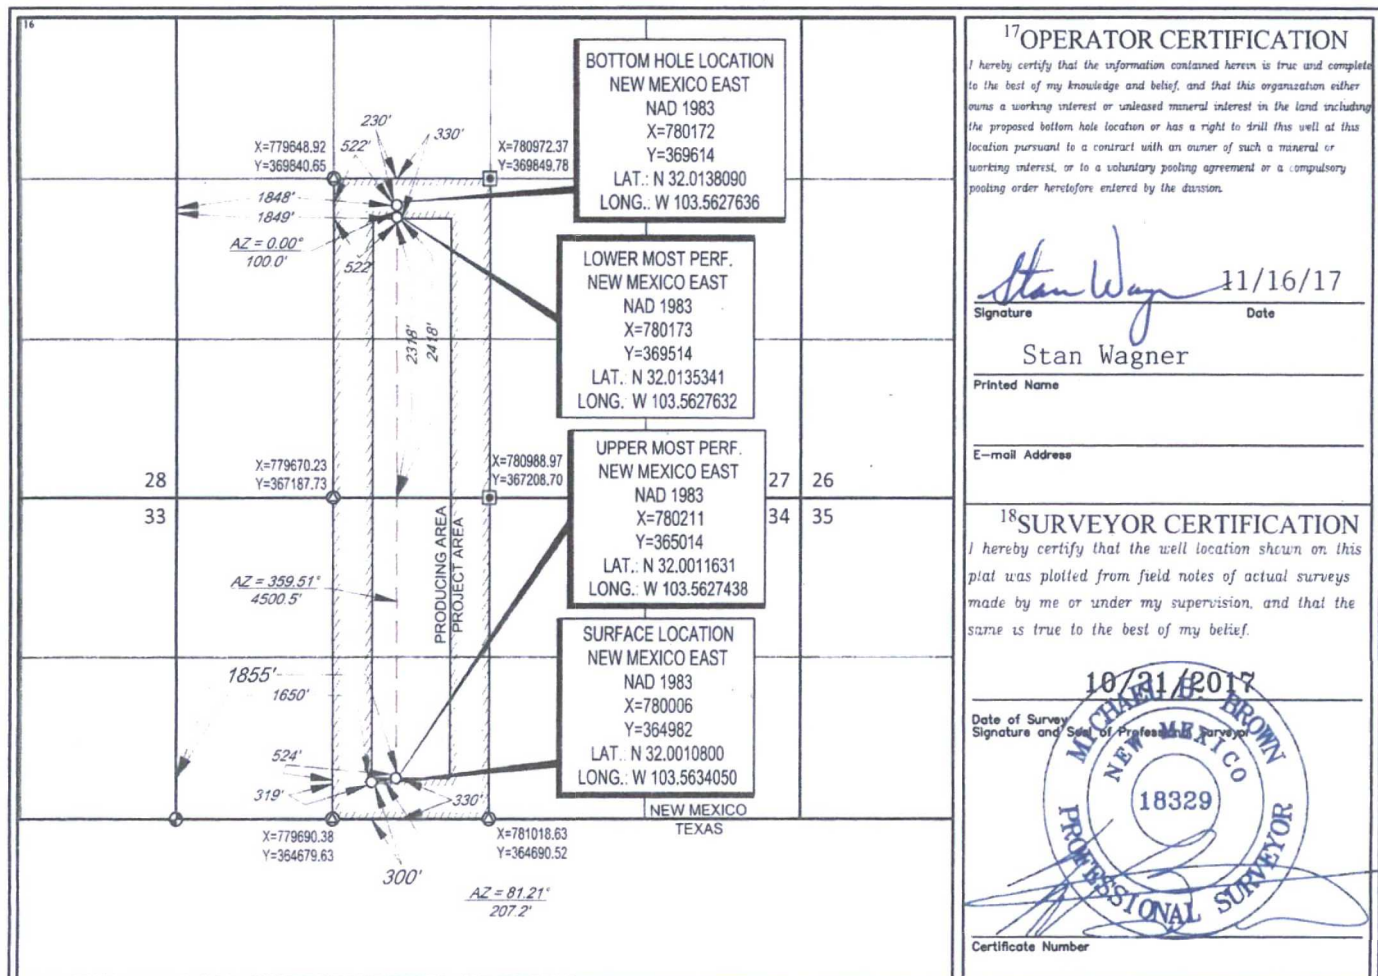 16
BOTTOM HOLE LOCATION
NEW MEXICO EAST
NAD 1983
X=780172
Y=369614
LAT.: N 32.0138090
LONG.: W 103.5627636
230'
330'
522'
X=779648.92
Y=369840.65
X=780972.37
Y=369849.78
1848'
1849'
AZ = 0.00°
100.0'
522'
LOWER MOST PERF.
NEW MEXICO EAST
NAD 1983
X=780173
Y=369514
LAT.: N 32.0135341
LONG.: W 103.5627632
2318'
2418'
X=779670.23
Y=367187.73
X=780988.97
Y=367208.70
28
33
27
26
34
35
UPPER MOST PERF.
NEW MEXICO EAST
NAD 1983
X=780211
Y=365014
LAT.: N 32.0011631
LONG.: W 103.5627438
AZ = 359.51°
4500.5'
PRODUCING AREA
PROJECT AREA
SURFACE LOCATION
NEW MEXICO EAST
NAD 1983
X=780006
Y=364982
LAT.: N 32.0010800
LONG.: W 103.5634050
1855'
1650'
524'
319'
330'
NEW MEXICO
TEXAS
X=779690.38
Y=364679.63
X=781018.63
Y=364690.52
300'
AZ = 81.21°
207.2'
17 OPERATOR CERTIFICATION
I hereby certify that the information contained herein is true and complete
to the best of my knowledge and belief, and that this organization either
owns a working interest or unleased mineral interest in the land including
the proposed bottom hole location or has a right to drill this well at this
location pursuant to a contract with an owner of such a mineral or
working interest, or to a voluntary pooling agreement or a compulsory
pooling order heretofore entered by the division.
Stan Wagner 11/16/17
Signature Date
Stan Wagner
Printed Name
E-mail Address
18 SURVEYOR CERTIFICATION
I hereby certify that the well location shown on this
plat was plotted from field notes of actual surveys
made by me or under my supervision, and that the
same is true to the best of my belief.
10/21/2017
Date of Survey
Signature and Seal of Professional Surveyor
MICHAEL B. BROWN
NEW MEXICO
18329
PROFESSIONAL SURVEYOR
Certificate Number